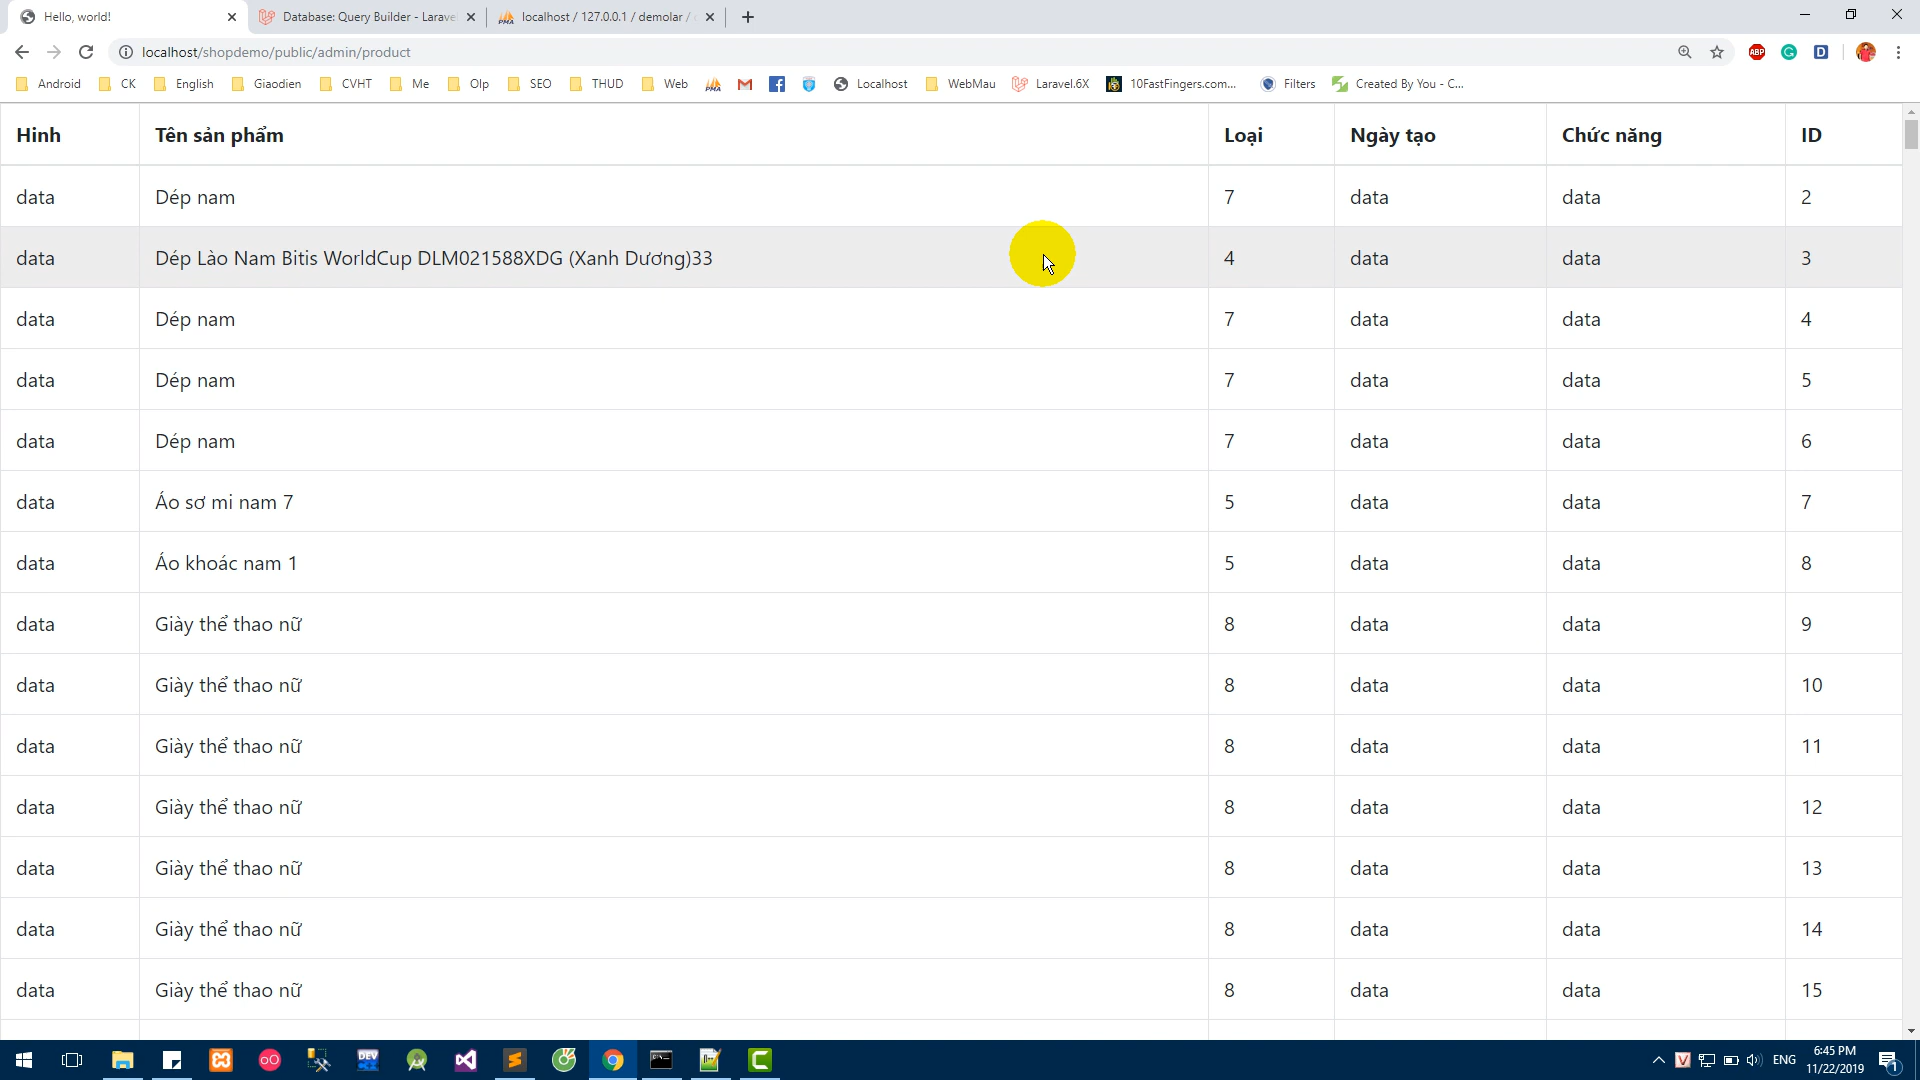 Hello, world!
Database: Query Builder - Larave
localhost / 127.0.0.1 / demolar /
localhost/shopdemo/public/admin/product
ABP
G
D
Android CK English Giaodien CVHT Me Olp SEO THUD Web PMA Localhost WebMau Laravel.6X 10FastFingers.com... Filters Created By You - C...
Hinh Tên sản phẩm Loại Ngày tạo Chức năng ID
data Dép nam 7 data data 2
data Dép Lào Nam Bitis WorldCup DLM021588XDG (Xanh Dương)33 4 data data 3
data Dép nam 7 data data 4
data Dép nam 7 data data 5
data Dép nam 7 data data 6
data Áo sơ mi nam 7 5 data data 7
data Áo khoác nam 1 5 data data 8
data Giày thể thao nữ 8 data data 9
data Giày thể thao nữ 8 data data 10
data Giày thể thao nữ 8 data data 11
data Giày thể thao nữ 8 data data 12
data Giày thể thao nữ 8 data data 13
data Giày thể thao nữ 8 data data 14
data Giày thể thao nữ 8 data data 15
DEV
V
ENG
6:45 PM
11/22/2019
1